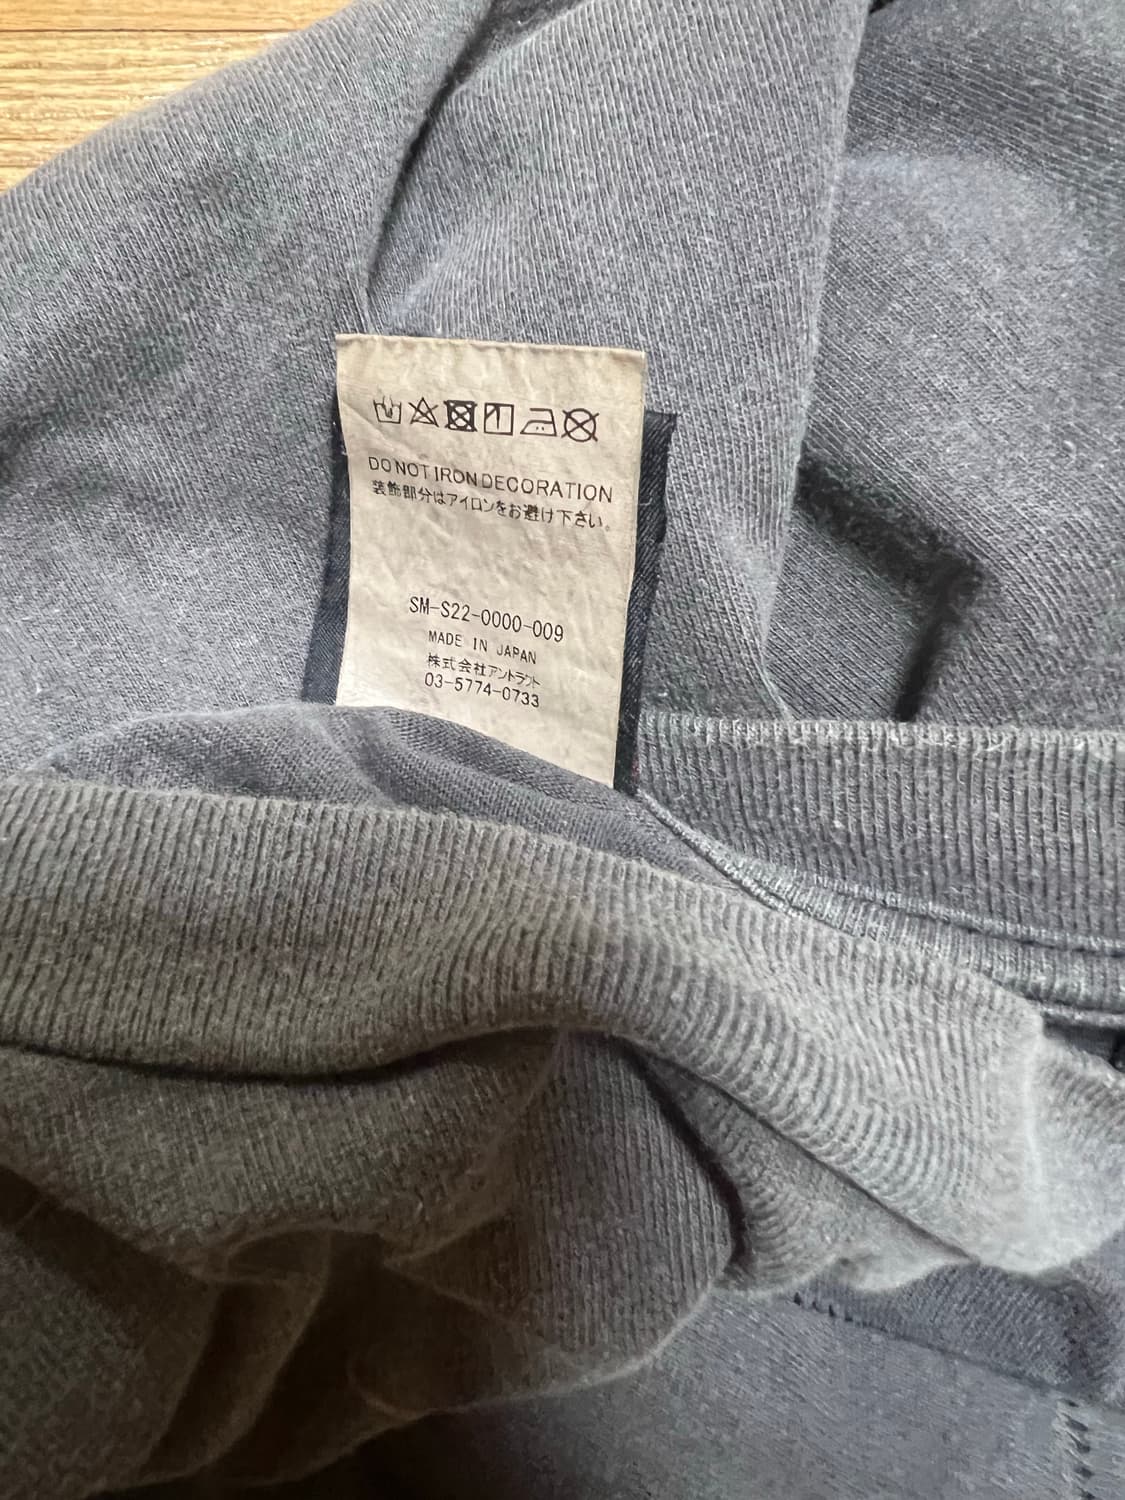 DO NOT IRON DECORATION
装飾部分はアイロンをお避け下さい。
SM-S22-0000-009
MADE IN JAPAN
株式会社アントラクト
03-5774-0733